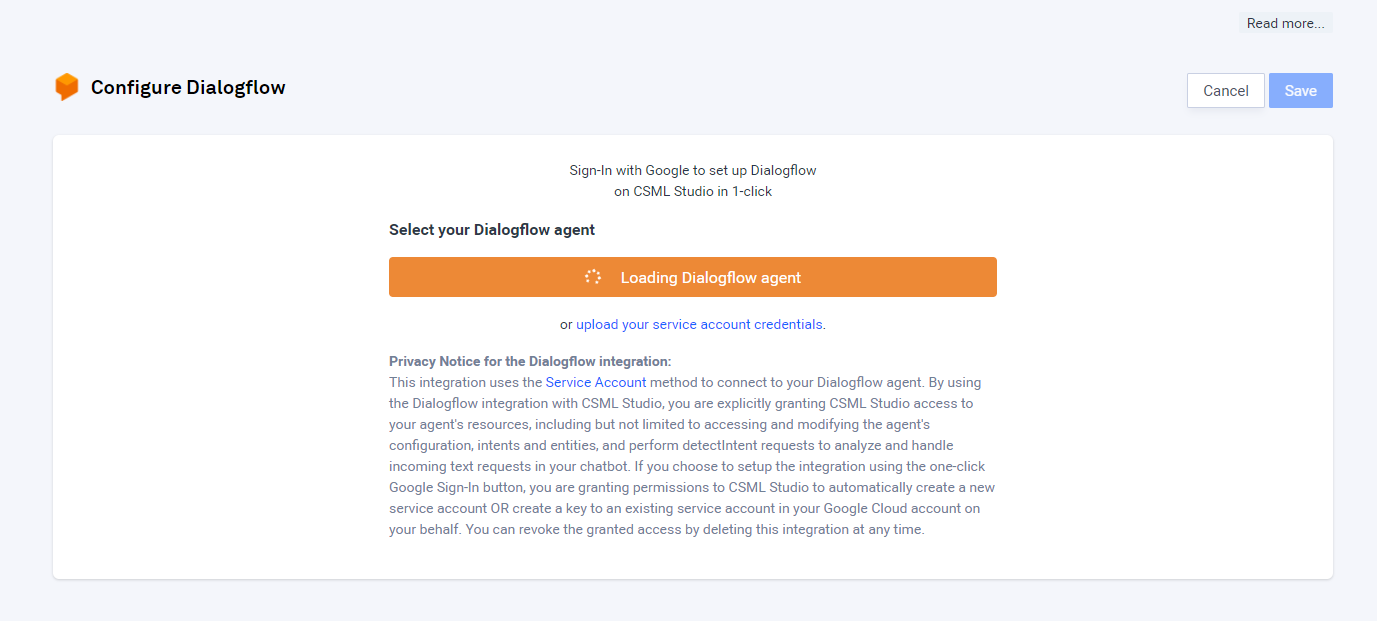 Read more...
Configure Dialogflow
Cancel
Save
Sign-In with Google to set up Dialogflow
on CSML Studio in 1-click
Select your Dialogflow agent
Loading Dialogflow agent
or upload your service account credentials.
Privacy Notice for the Dialogflow integration:
This integration uses the Service Account method to connect to your Dialogflow agent. By using
the Dialogflow integration with CSML Studio, you are explicitly granting CSML Studio access to
your agent's resources, including but not limited to accessing and modifying the agent's
configuration, intents and entities, and perform detectIntent requests to analyze and handle
incoming text requests in your chatbot. If you choose to setup the integration using the one-click
Google Sign-In button, you are granting permissions to CSML Studio to automatically create a new
service account OR create a key to an existing service account in your Google Cloud account on
your behalf. You can revoke the granted access by deleting this integration at any time.